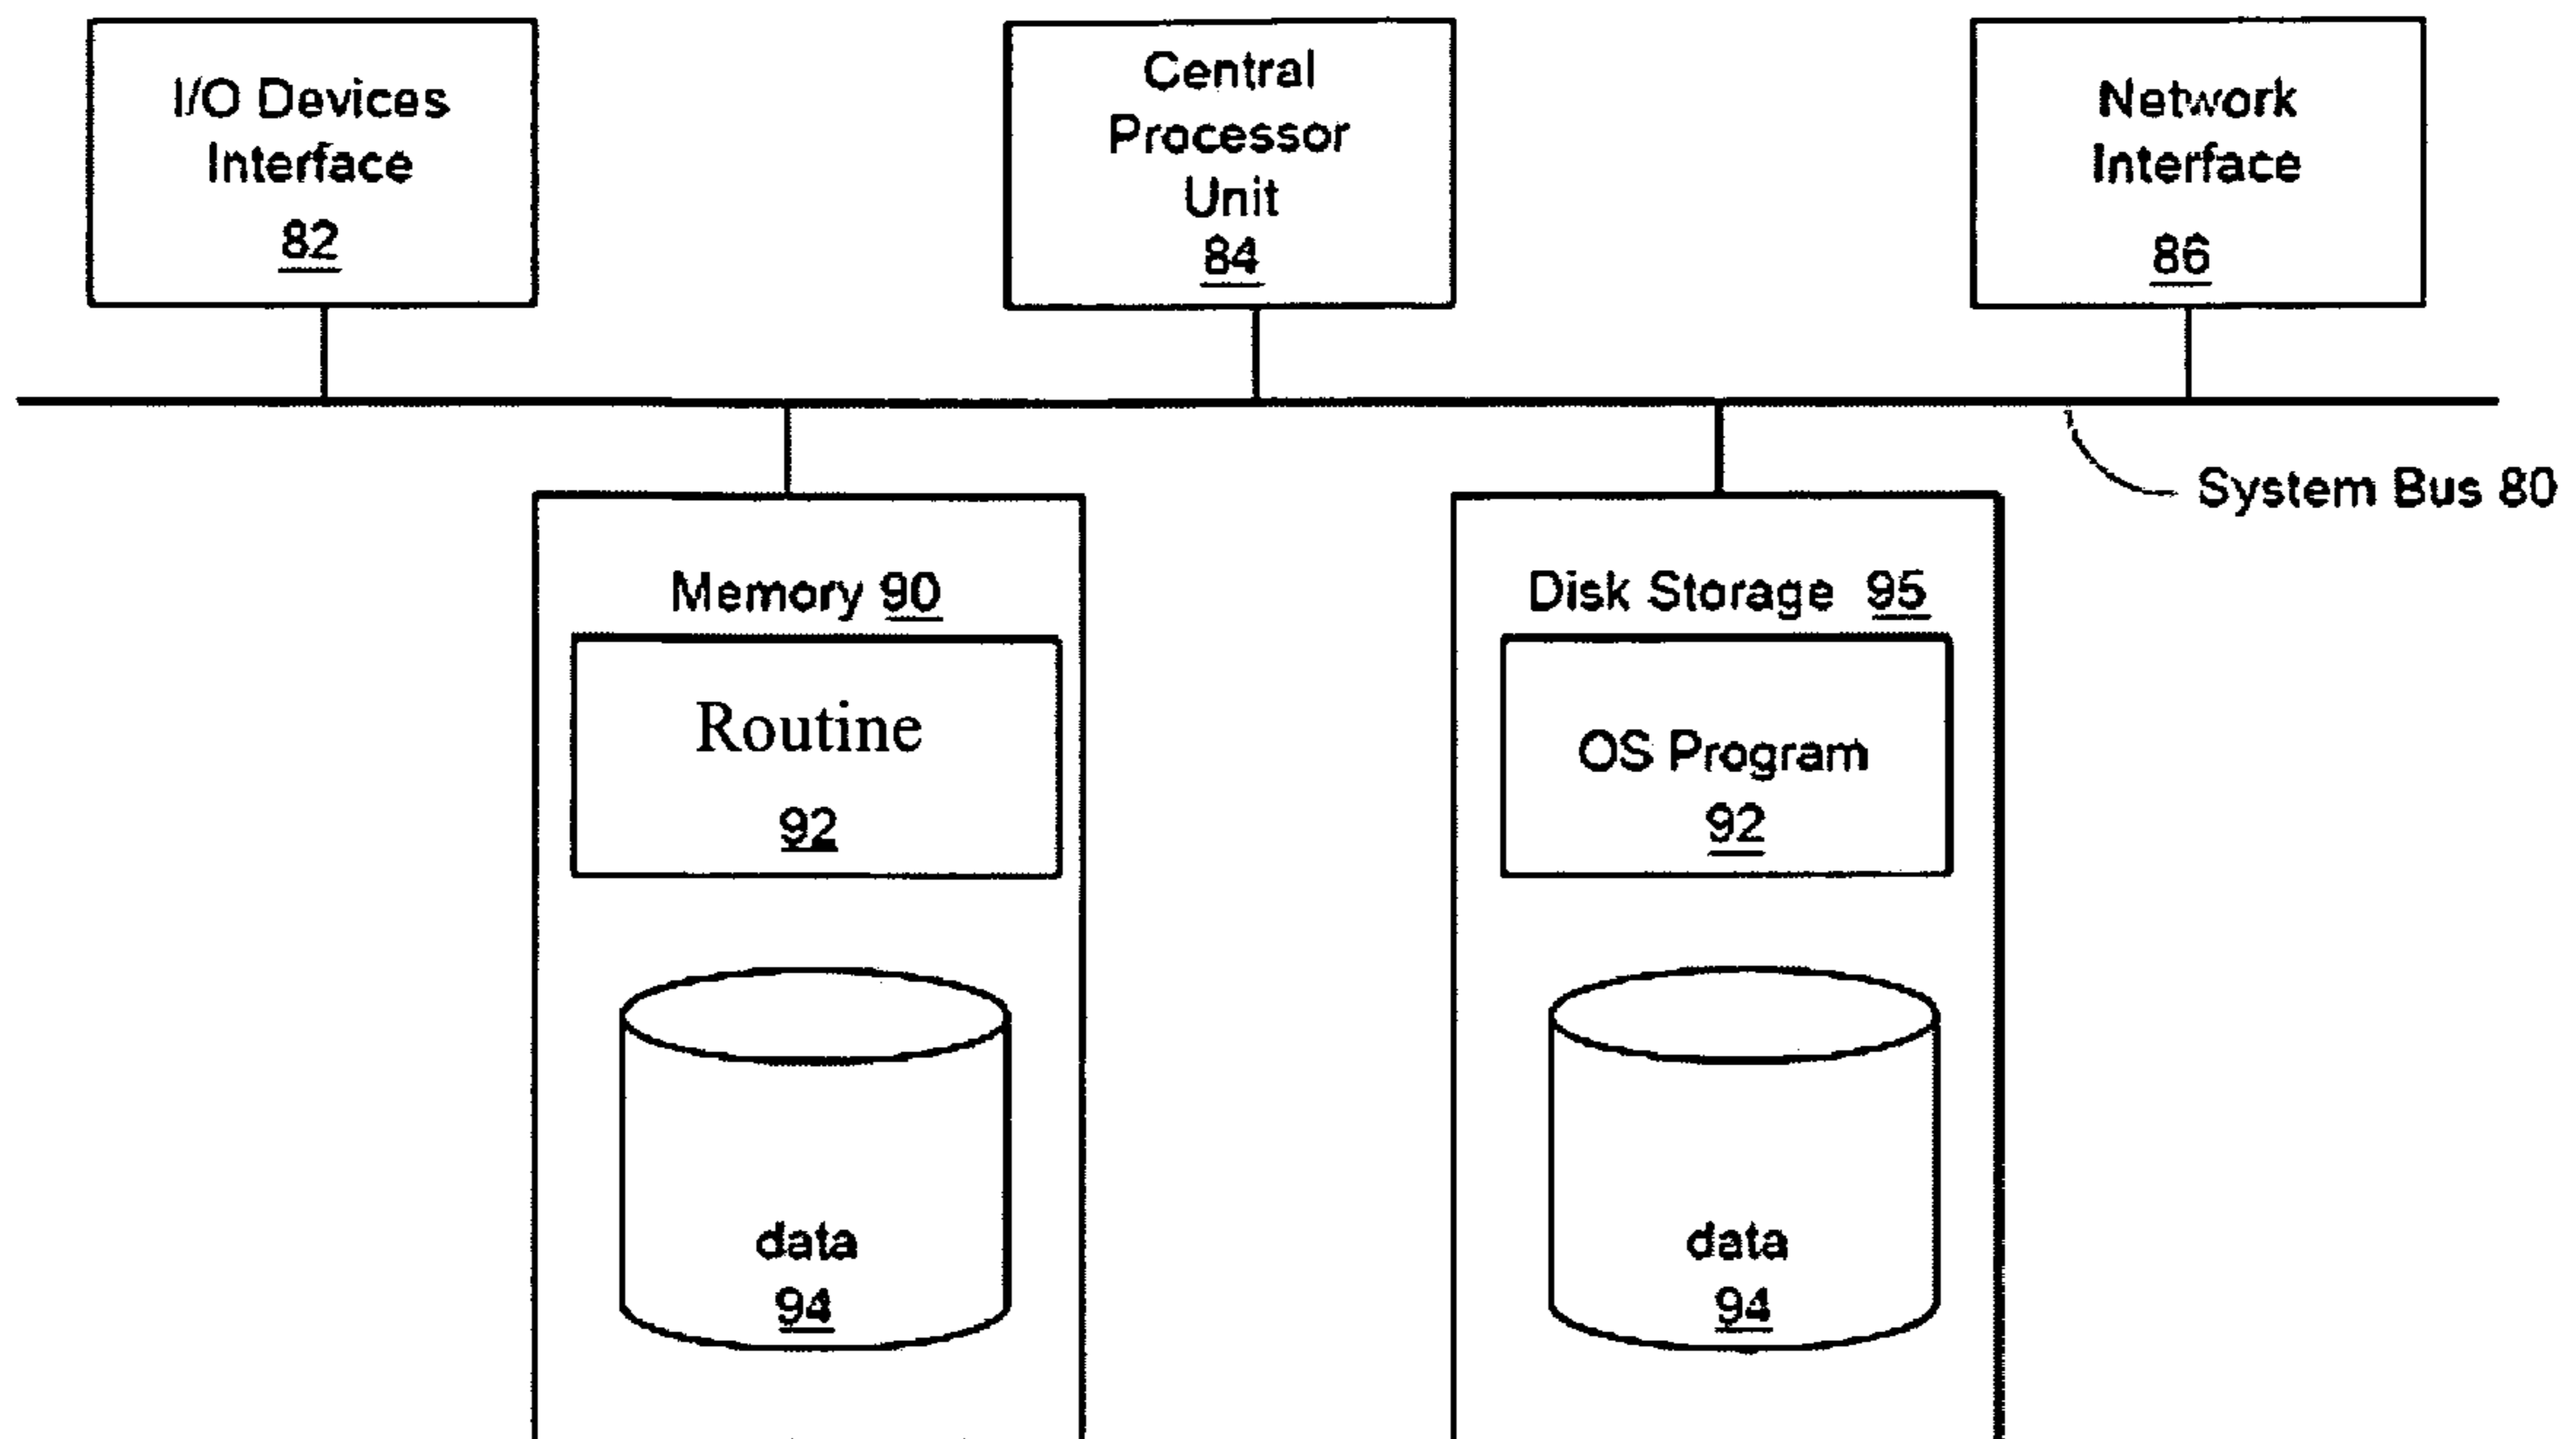 I/O Devices
Interface
82
Central
Processor
Unit
84
Network
Interface
86
System Bus 80
Memory 90
Routine
92
data
94
Disk Storage 95
OS Program
92
data
94